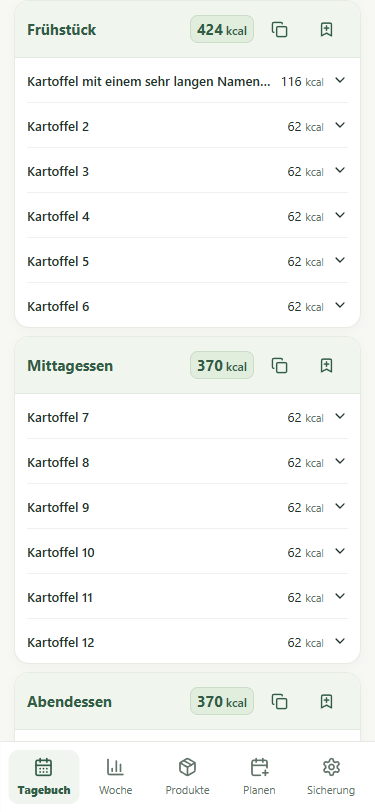 Frühstück 424 kcal
Kartoffel mit einem sehr langen Namen... 116 kcal
Kartoffel 2 62 kcal
Kartoffel 3 62 kcal
Kartoffel 4 62 kcal
Kartoffel 5 62 kcal
Kartoffel 6 62 kcal
Mittagessen 370 kcal
Kartoffel 7 62 kcal
Kartoffel 8 62 kcal
Kartoffel 9 62 kcal
Kartoffel 10 62 kcal
Kartoffel 11 62 kcal
Kartoffel 12 62 kcal
Abendessen 370 kcal
Tagebuch Woche Produkte Planen Sicherung